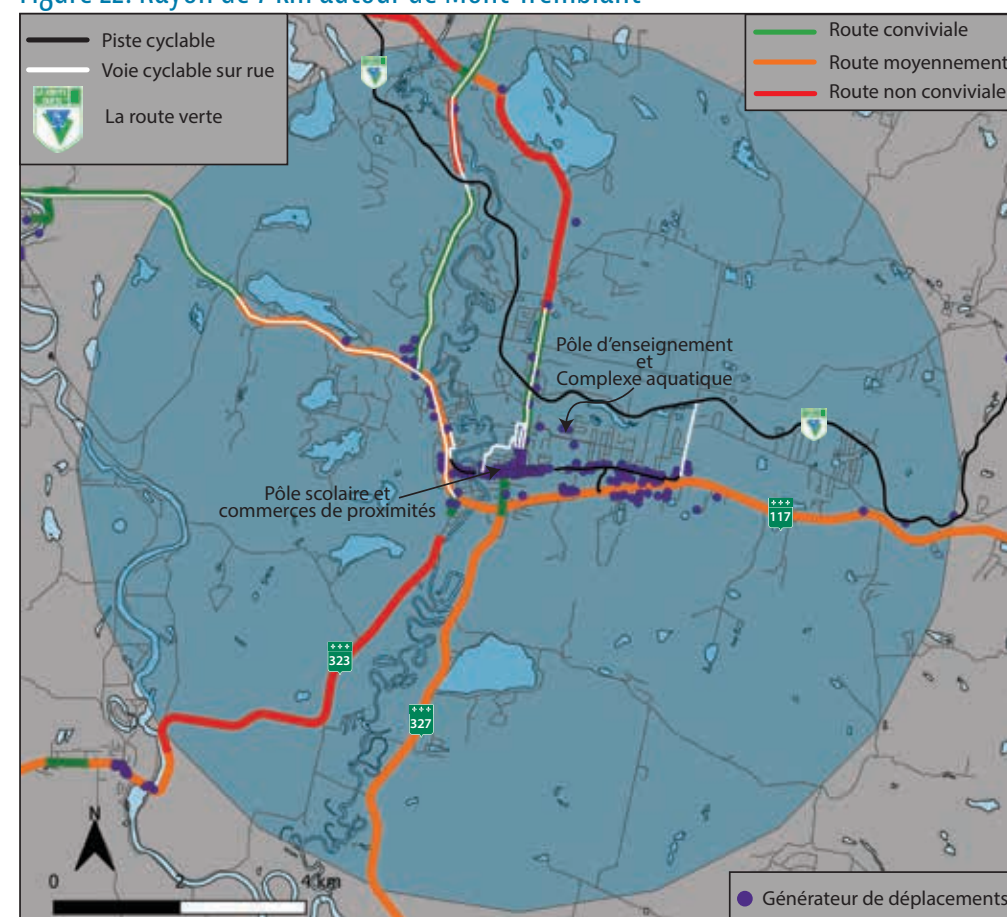 Figure 22: Rayon de 7 km autour de Mont-Tremblant
Piste cyclable
Voie cyclable sur rue
La route verte
Route conviviale
Route moyennement
Route non conviviale
Pôle d'enseignement
et
Complexe aquatique
Pôle scolaire et
commerces de proximités
117
323
327
N
0 2 4 km
Générateur de déplacements